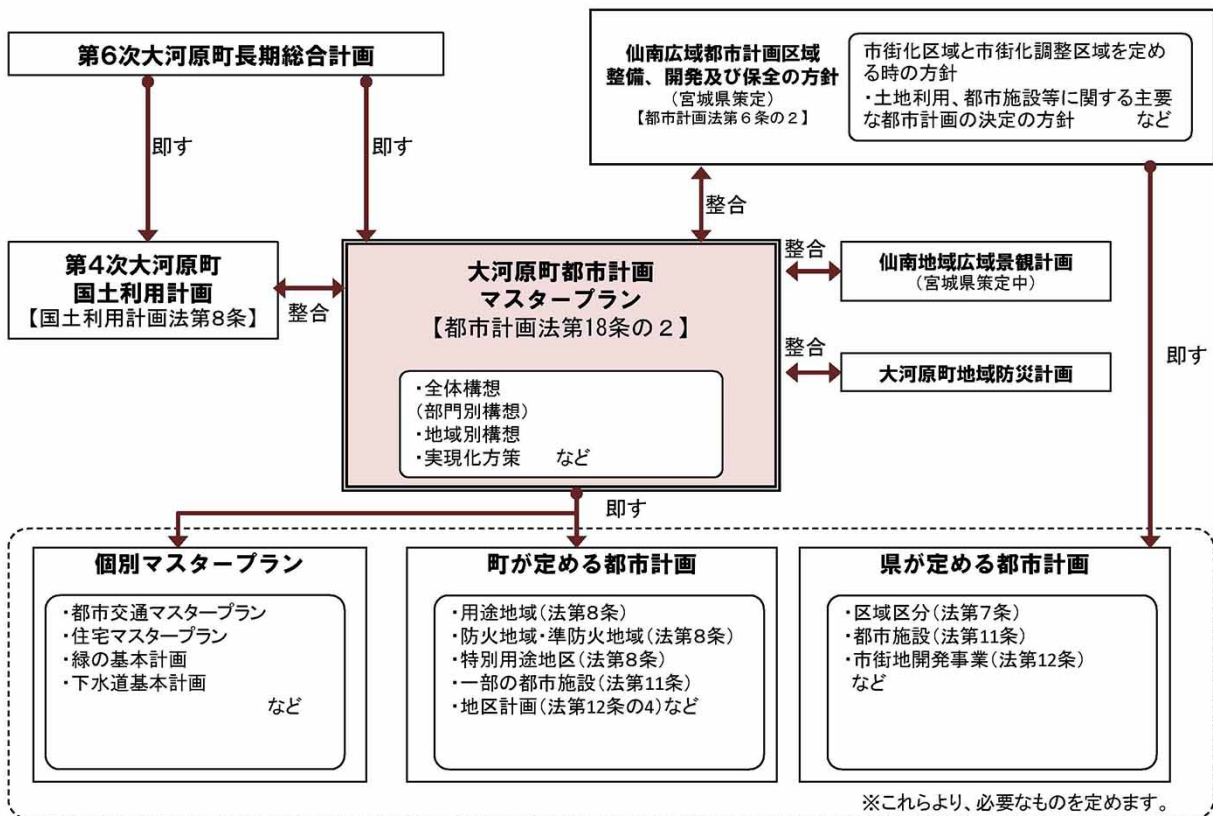 第6次大河原町長期総合計画
仙南広域都市計画区域
整備、開発及び保全の方針
(宮城県策定)
【都市計画法第6条の2】
市街化区域と市街化調整区域を定め
る時の方針
・土地利用、都市施設等に関する主要
な都市計画の決定の方針 など
即す
即す
整合
第4次大河原町
国土利用計画
【国土利用計画法第8条】
整合
大河原町都市計画
マスタープラン
【都市計画法第18条の2】
・全体構想
(部門別構想)
・地域別構想
・実現化方策 など
整合
仙南地域広域景観計画
(宮城県策定中)
整合
大河原町地域防災計画
即す
即す
個別マスタープラン
・都市交通マスタープラン
・住宅マスタープラン
・緑の基本計画
・下水道基本計画
など
町が定める都市計画
・用途地域(法第8条)
・防火地域・準防火地域(法第8条)
・特別用途地区(法第8条)
・一部の都市施設(法第11条)
・地区計画(法第12条の4)など
県が定める都市計画
・区域区分(法第7条)
・都市施設(法第11条)
・市街地開発事業(法第12条)
など
※これらより、必要なものを定めます。